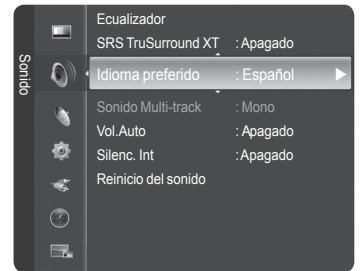 Sonido
Ecualizador
SRS TruSurround XT : Apagado
Idioma preferido : Español
Sonido Multi-track : Mono
Vol.Auto : Apagado
Silenc. Int : Apagado
Reinicio del sonido